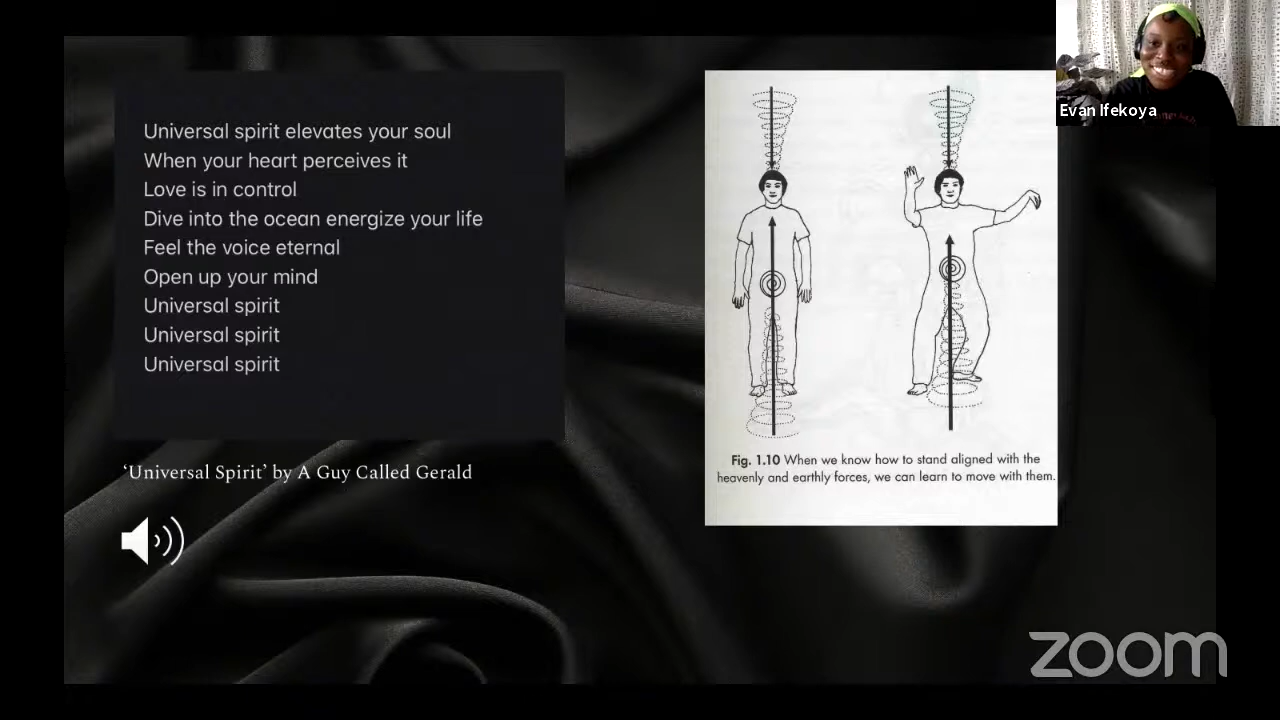 Universal spirit elevates your soul
When your heart perceives it
Love is in control
Dive into the ocean energize your life
Feel the voice eternal
Open up your mind
Universal spirit
Universal spirit
Universal spirit
‘Universal Spirit’ by A Guy Called Gerald
Fig. 1.10 When we know how to stand aligned with the
heavenly and earthly forces, we can learn to move with them.
Evan Ifekoya
zoom